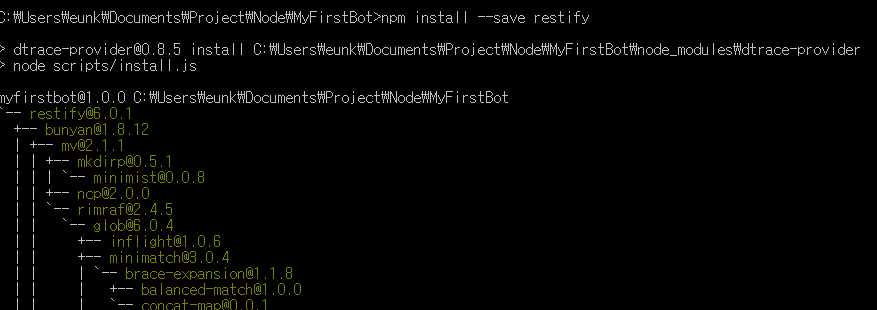 C:₩Users₩eunk₩Documents₩Project₩Node₩MyFirstBot>npm install --save restify
> dtrace-provider@0.8.5 install C:₩Users₩eunk₩Documents₩Project₩Node₩MyFirstBot₩node_modules₩dtrace-provider
> node scripts/install.js
myfirstbot@1.0.0 C:₩Users₩eunk₩Documents₩Project₩Node₩MyFirstBot
`-- restify@6.0.1
  +-- bunyan@1.8.12
  | +-- mv@2.1.1
  | | +-- mkdirp@0.5.1
  | | | `-- minimist@0.0.8
  | | +-- ncp@2.0.0
  | | `-- rimraf@2.4.5
  | |   `-- glob@6.0.4
  | |     +-- inflight@1.0.6
  | |     +-- minimatch@3.0.4
  | |     | `-- brace-expansion@1.1.8
  | |     |   +-- balanced-match@1.0.0
  | |     |   `-- concat-map@0.0.1